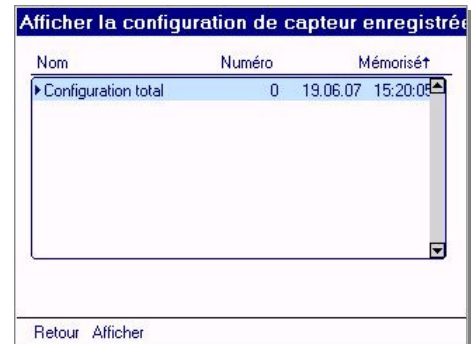 Afficher la configuration de capteur enregistrée
Nom Numéro Mémorisé↑
Configuration total 0 19.06.07 15:20:05
Retour Afficher